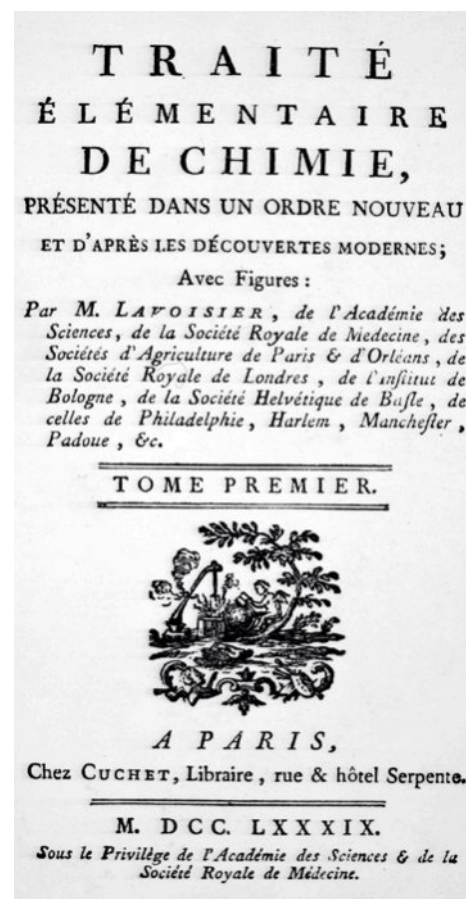 TRAITÉ
ÉLÉMENTAIRE
DE CHIMIE,
PRÉSENTÉ DANS UN ORDRE NOUVEAU
ET D'APRÈS LES DÉCOUVERTES MODERNES;
Avec Figures :
Par M. LAVOISIER, de l'Académie des
Sciences, de la Société Royale de Medecine, des
Sociétés d'Agriculture de Paris & d'Orléans, de
la Société Royale de Londres, de l'inſtitut de
Bologne, de la Société Helvétique de Baſle, de
celles de Philadelphie, Harlem, Mancheſter,
Padoue, &c.
TOME PREMIER.
A PARIS,
Chez CUCHET, Libraire, rue & hôtel Serpente.
M. DCC. LXXXIX.
Sous le Privilège de l'Académie des Sciences & de la
Société Royale de Médecine.